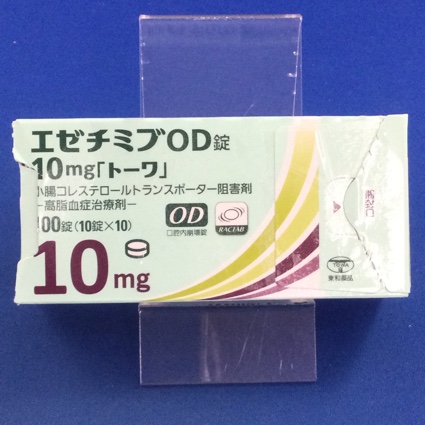 エゼチミブOD錠
10mg「トーワ」
小腸コレステロールトランスポーター阻害剤
−高脂血症治療剤−
100錠(10錠×10)
OD
口腔内崩壊錠
RACTAB
10mg
開封口
東和薬品